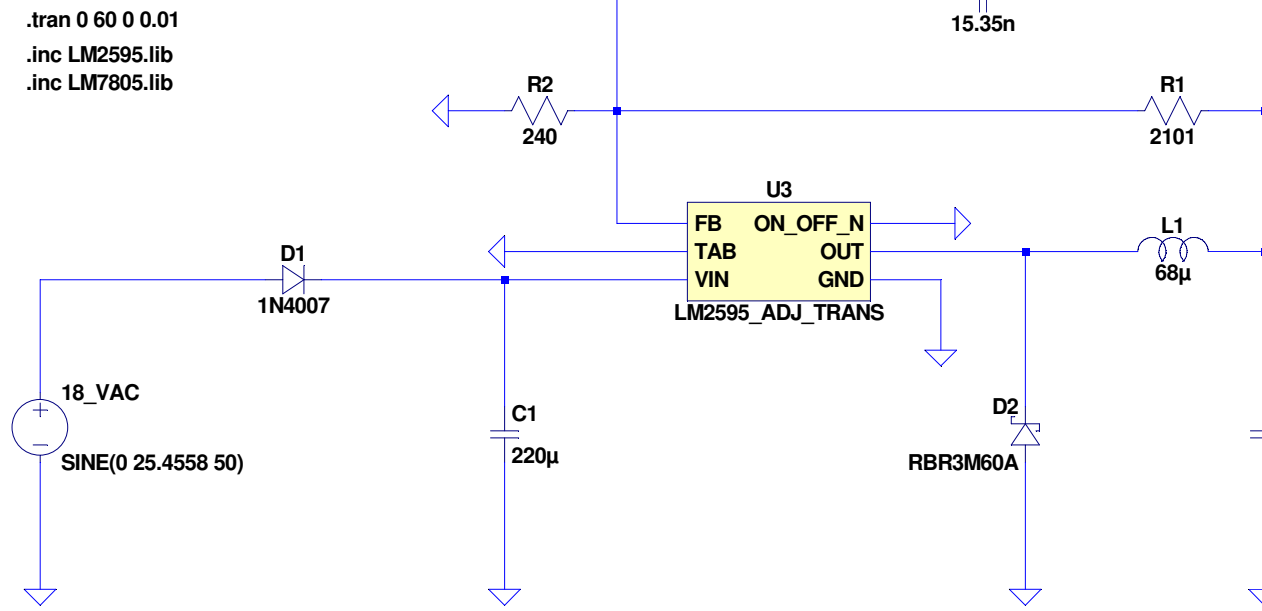 .tran 0 60 0 0.01
.inc LM2595.lib
.inc LM7805.lib
15.35n
R2
240
R1
2101
U3
FB ON_OFF_N
TAB OUT
VIN GND
LM2595_ADJ_TRANS
D1
1N4007
L1
68µ
18_VAC
SINE(0 25.4558 50)
C1
220µ
D2
RBR3M60A